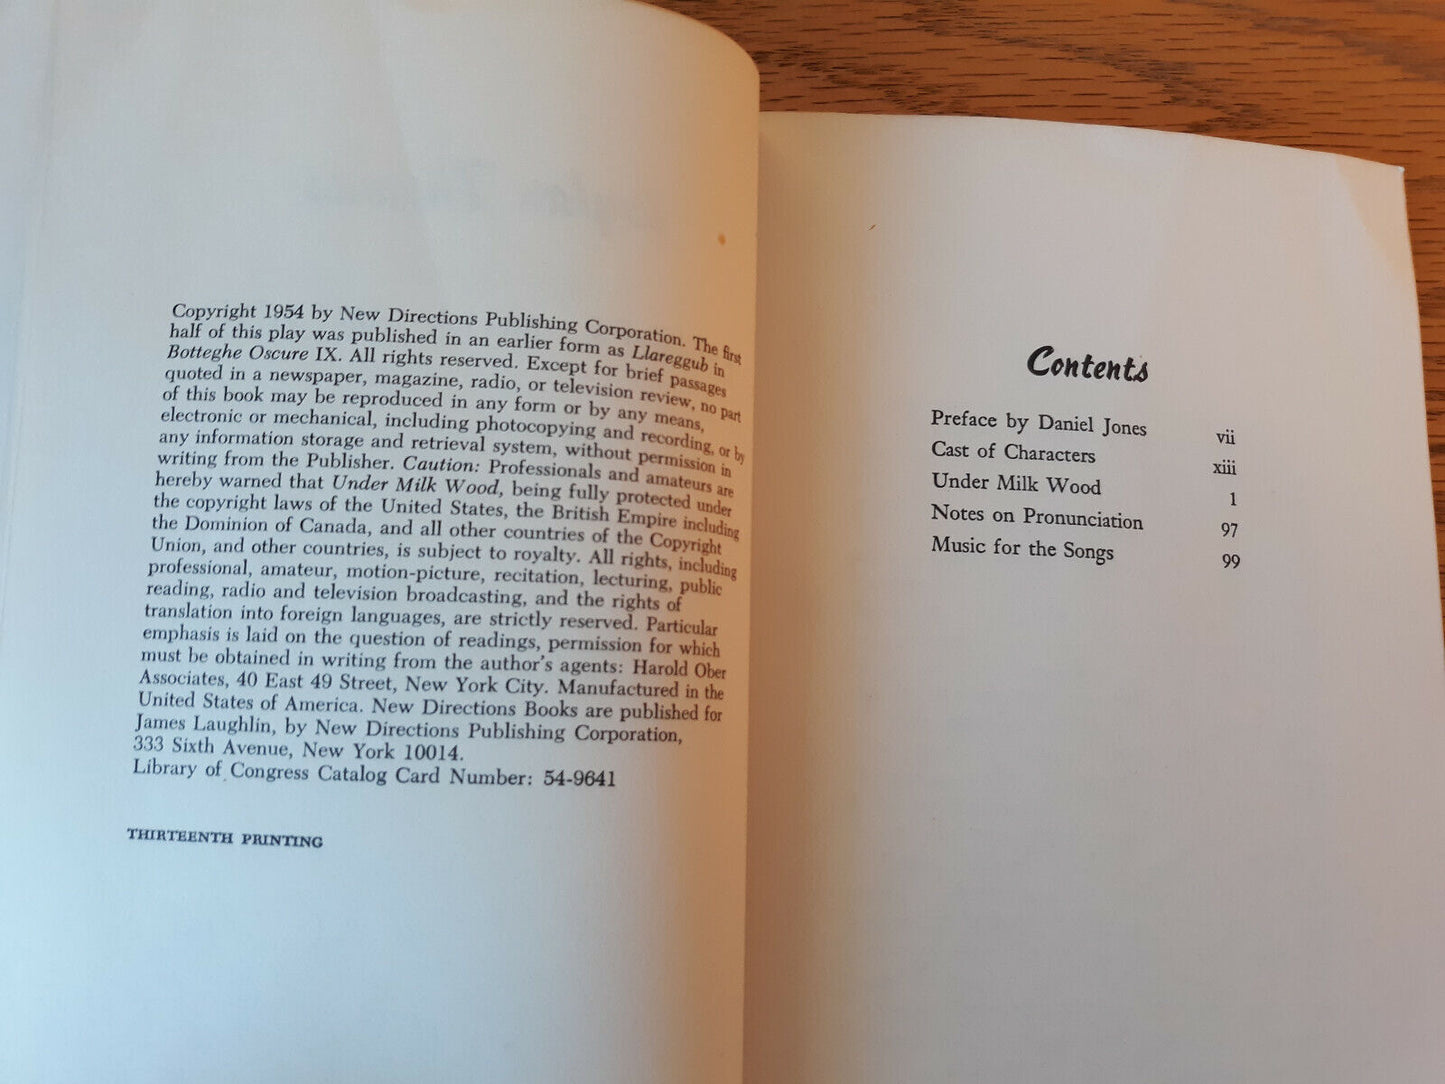 Copyright 1954 by New Directions Publishing Corporation. The first
half of this play was published in an earlier form as Llareggub in
Botteghe Oscure IX. All rights reserved. Except for brief passages
quoted in a newspaper, magazine, radio, or television review, no part
of this book may be reproduced in any form or by any means,
electronic or mechanical, including photocopying and recording, or by
any information storage and retrieval system, without permission in
writing from the Publisher. Caution: Professionals and amateurs are
hereby warned that Under Milk Wood, being fully protected under
the copyright laws of the United States, the British Empire including
the Dominion of Canada, and all other countries of the Copyright
Union, and other countries, is subject to royalty. All rights, including
professional, amateur, motion-picture, recitation, lecturing, public
reading, radio and television broadcasting, and the rights of
translation into foreign languages, are strictly reserved. Particular
emphasis is laid on the question of readings, permission for which
must be obtained in writing from the author's agents: Harold Ober
Associates, 40 East 49 Street, New York City. Manufactured in the
United States of America. New Directions Books are published for
James Laughlin, by New Directions Publishing Corporation,
333 Sixth Avenue, New York 10014.
Library of Congress Catalog Card Number: 54-9641
THIRTEENTH PRINTING
Contents
Preface by Daniel Jones vii
Cast of Characters xiii
Under Milk Wood 1
Notes on Pronunciation 97
Music for the Songs 99